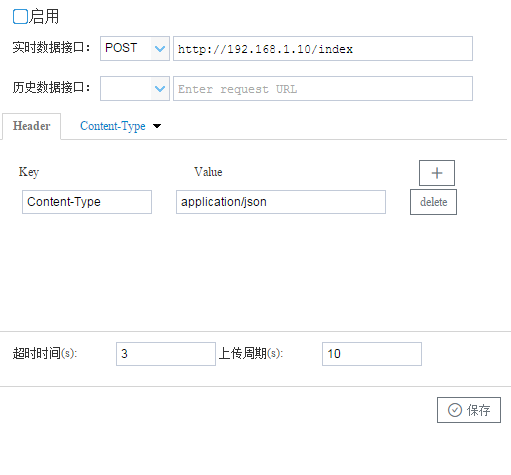 启用
实时数据接口: POST http://192.168.1.10/index
历史数据接口: Enter request URL
Header Content-Type
Key Value
Content-Type application/json delete
超时时间(s): 3 上传周期(s): 10
保存